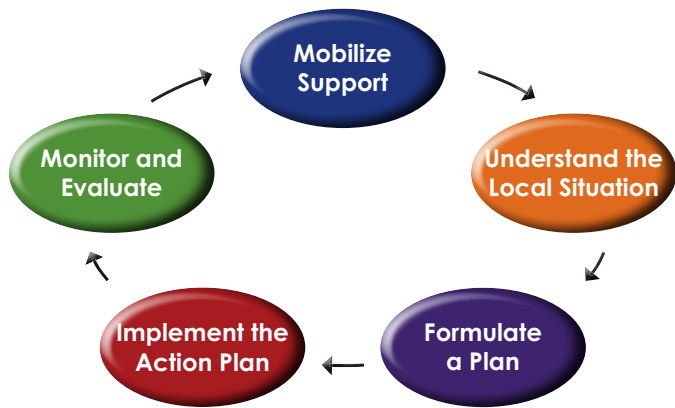 Mobilize
Support
Understand the
Local Situation
Formulate
a Plan
Implement the
Action Plan
Monitor and
Evaluate